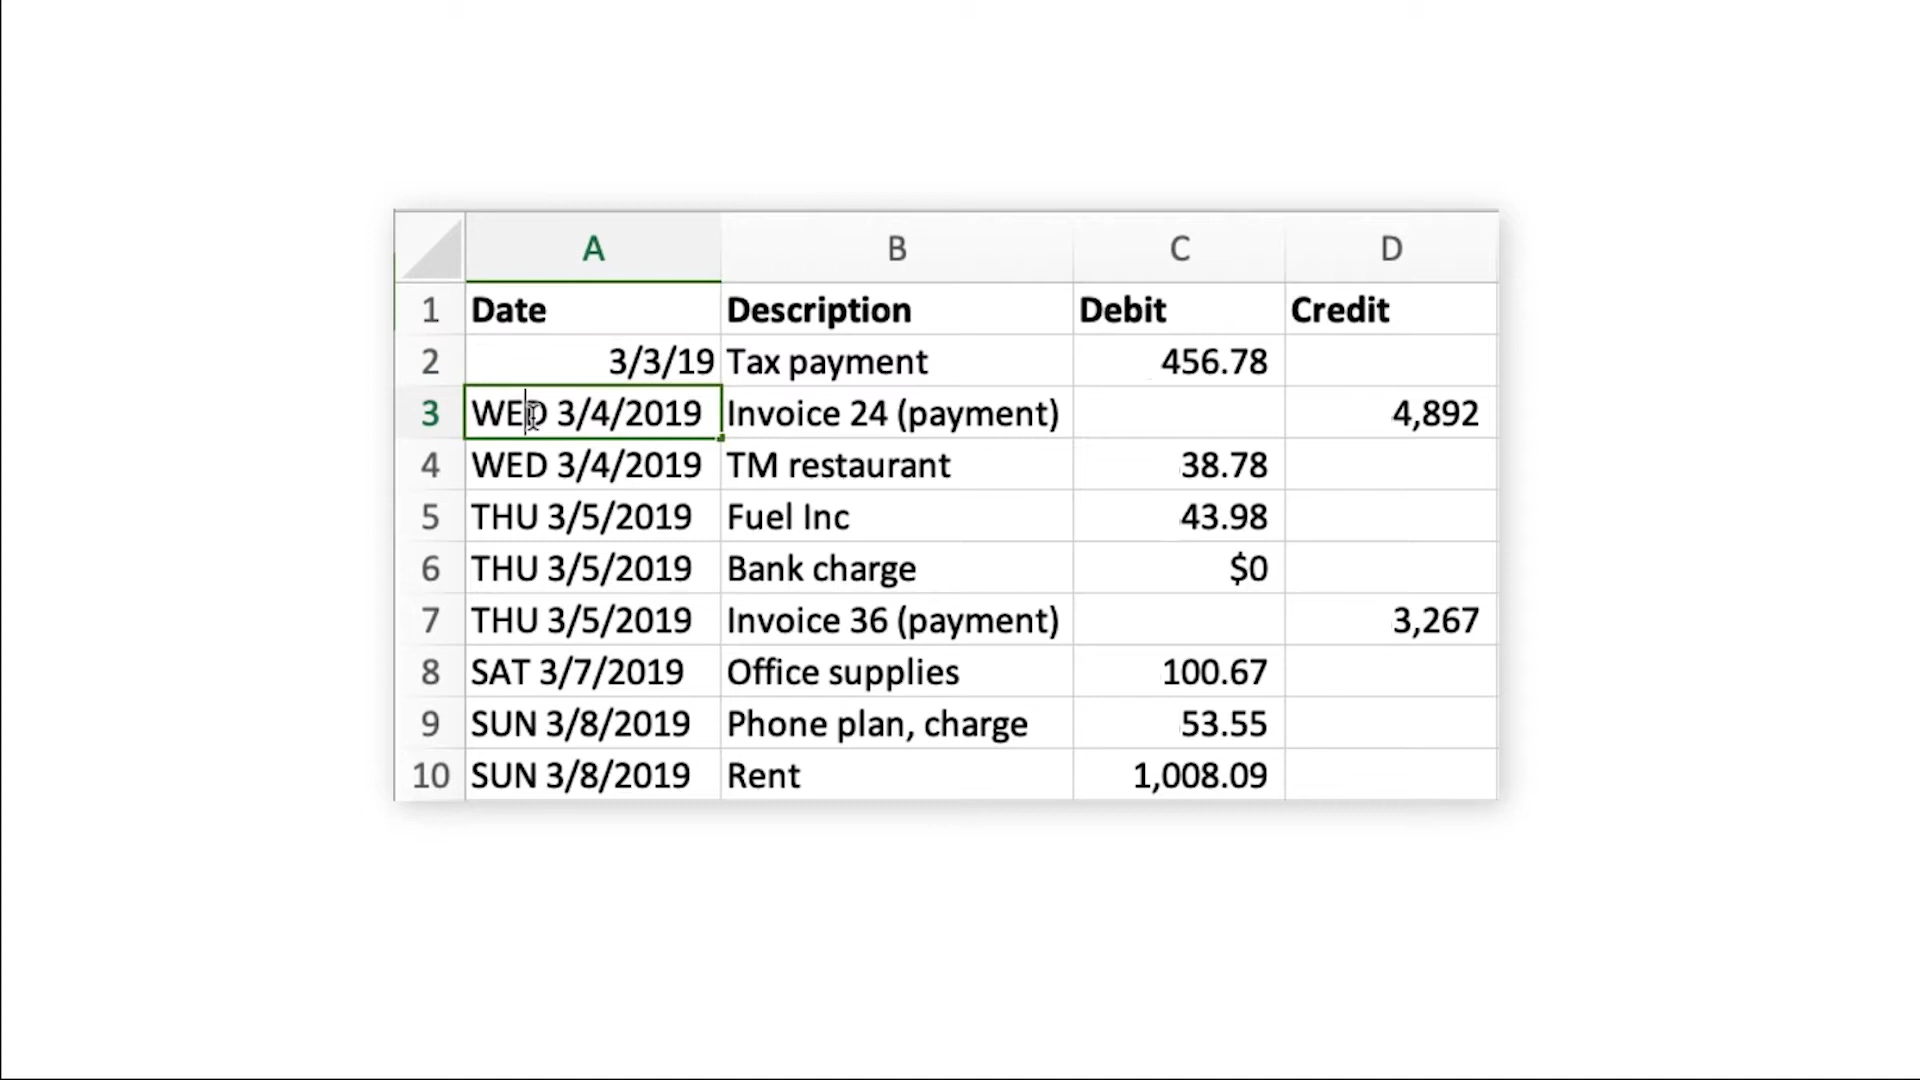 A B C D
1 Date Description Debit Credit
2 3/3/19 Tax payment 456.78
3 WED 3/4/2019 Invoice 24 (payment) 4,892
4 WED 3/4/2019 TM restaurant 38.78
5 THU 3/5/2019 Fuel Inc 43.98
6 THU 3/5/2019 Bank charge $0
7 THU 3/5/2019 Invoice 36 (payment) 3,267
8 SAT 3/7/2019 Office supplies 100.67
9 SUN 3/8/2019 Phone plan, charge 53.55
10 SUN 3/8/2019 Rent 1,008.09